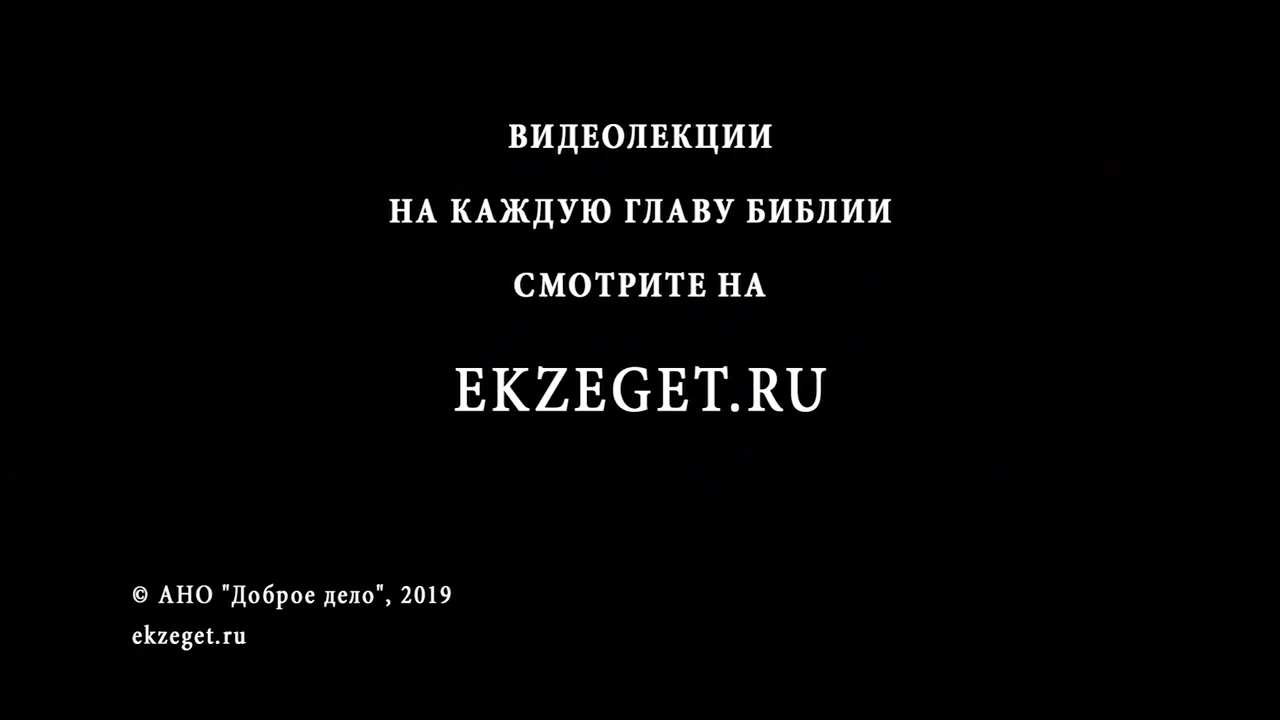 ВИДЕОЛЕКЦИИ
НА КАЖДУЮ ГЛАВУ БИБЛИИ
СМОТРИТЕ НА
EKZEGET.RU
© АНО "Доброе дело", 2019
ekzeget.ru